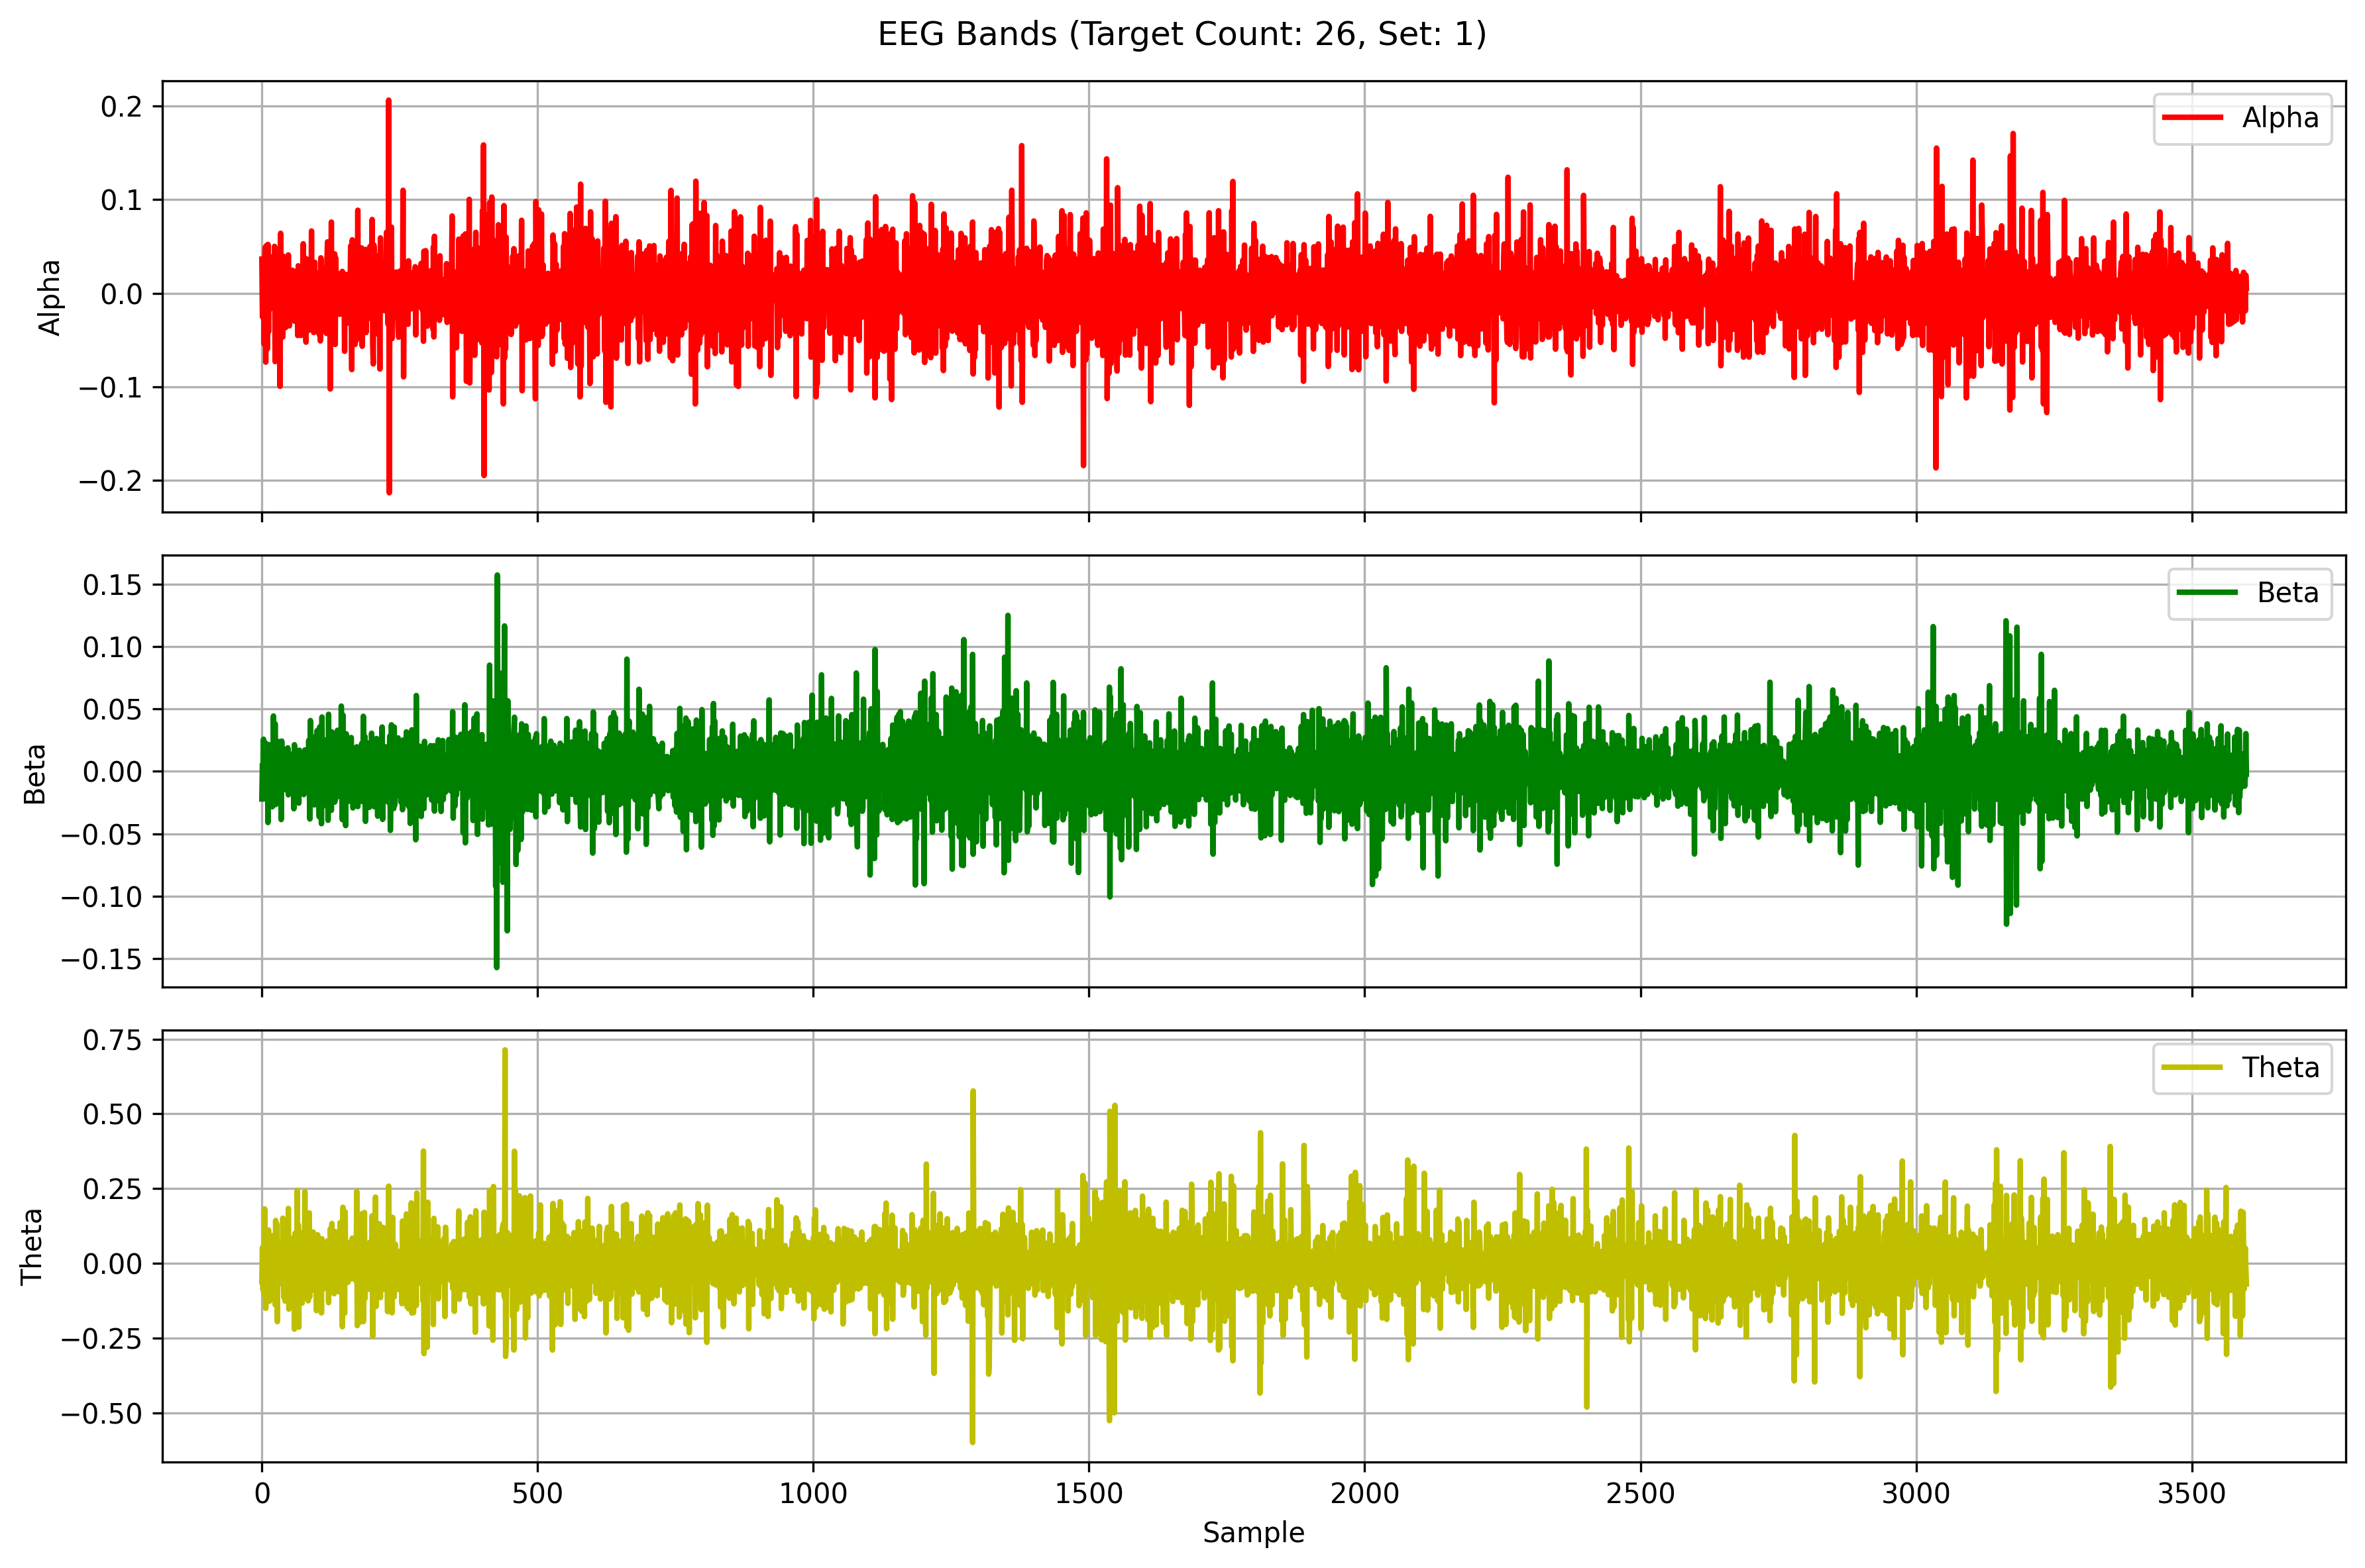 EEG Bands (Target Count: 26, Set: 1)
0.2
0.1
0.0
−0.1
−0.2
Alpha
Alpha
0.15
0.10
0.05
0.00
−0.05
−0.10
−0.15
Beta
Beta
0.75
0.50
0.25
0.00
−0.25
−0.50
Theta
Theta
0 500 1000 1500 2000 2500 3000 3500
Sample